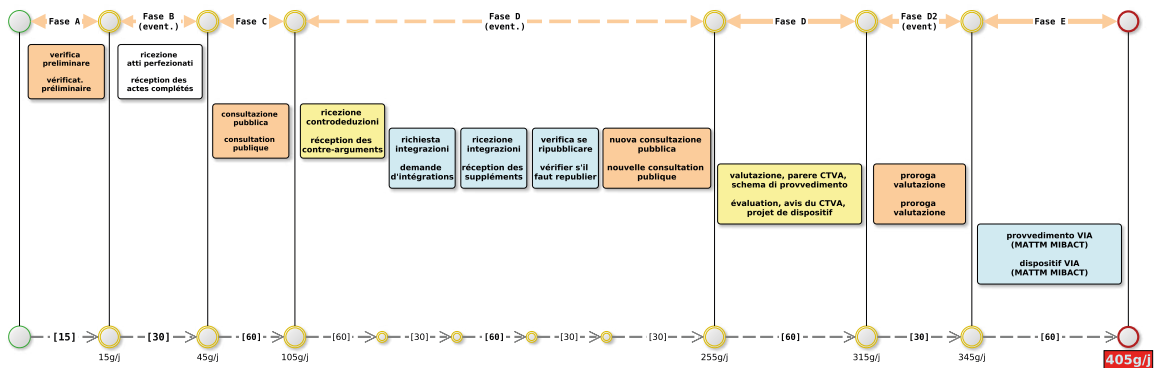 Fase A
Fase B
(event.)
Fase C
Fase D
(event.)
Fase D
Fase D2
(event)
Fase E
verifica
preliminare
vérificat.
préliminaire
ricezione
atti perfezionati
réception des
actes complétés
consultazione
pubblica
consultation
publique
ricezione
controdeduzioni
réception des
contre-arguments
richiesta
integrazioni
demande
d'intégrations
ricezione
integrazioni
réception des
suppléments
verifica se
ripubblicare
vérifier s'il
faut republier
nuova consultazione
pubblica
nouvelle consultation
publique
valutazione, parere CTVA,
schema di provvedimento
évaluation, avis du CTVA,
projet de dispositif
proroga
valutazione
proroga
valutazione
provvedimento VIA
(MATTM MIBACT)
dispositif VIA
(MATTM MIBACT)
[15]
[30]
[60]
[60]
[30]
[60]
[30]
[30]
[60]
[30]
[60]
15g/j
45g/j
105g/j
255g/j
315g/j
345g/j
405g/j